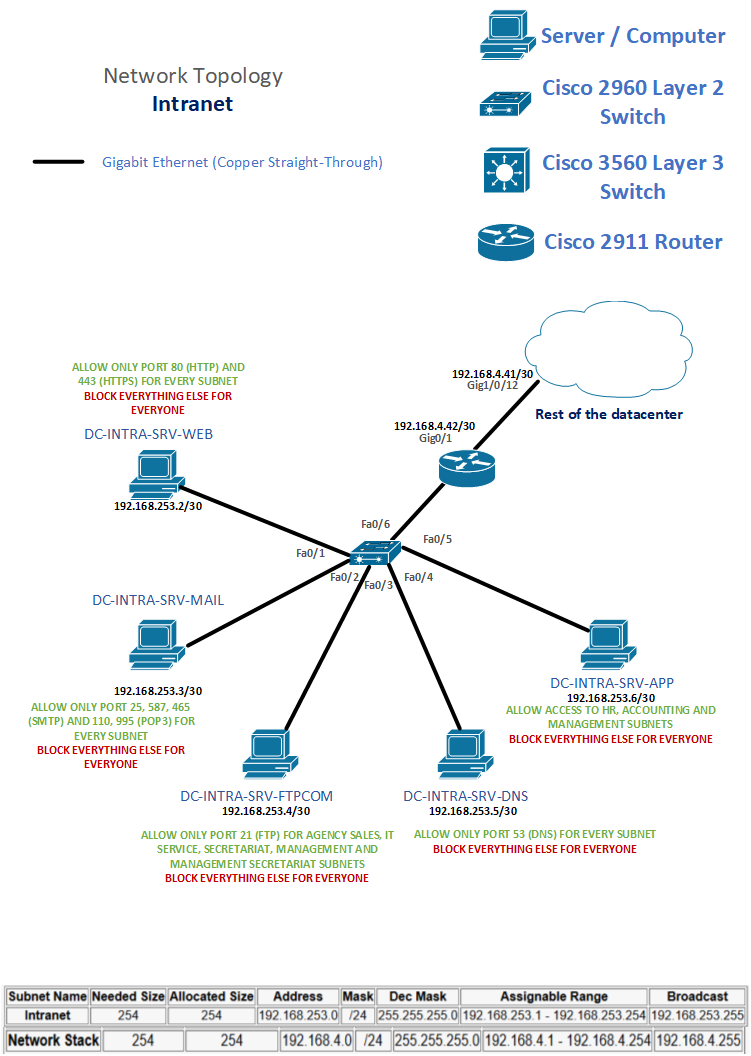 Network Topology
Intranet
Gigabit Ethernet (Copper Straight-Through)
Server / Computer
Cisco 2960 Layer 2
Switch
Cisco 3560 Layer 3
Switch
Cisco 2911 Router
192.168.4.41/30
Gig1/0/12
Rest of the datacenter
192.168.4.42/30
Gig0/1
ALLOW ONLY PORT 80 (HTTP) AND
443 (HTTPS) FOR EVERY SUBNET
BLOCK EVERYTHING ELSE FOR
EVERYONE
DC-INTRA-SRV-WEB
192.168.253.2/30
Fa0/6
Fa0/5
Fa0/1
Fa0/2
Fa0/3
Fa0/4
DC-INTRA-SRV-MAIL
192.168.253.3/30
ALLOW ONLY PORT 25, 587, 465
(SMTP) AND 110, 995 (POP3) FOR
EVERY SUBNET
BLOCK EVERYTHING ELSE FOR
EVERYONE
DC-INTRA-SRV-APP
192.168.253.6/30
ALLOW ACCESS TO HR, ACCOUNTING AND
MANAGEMENT SUBNETS
BLOCK EVERYTHING ELSE FOR EVERYONE
DC-INTRA-SRV-FTPCOM
192.168.253.4/30
ALLOW ONLY PORT 21 (FTP) FOR AGENCY SALES, IT
SERVICE, SECRETARIAT, MANAGEMENT AND
MANAGEMENT SECRETARIAT SUBNETS
BLOCK EVERYTHING ELSE FOR EVERYONE
DC-INTRA-SRV-DNS
192.168.253.5/30
ALLOW ONLY PORT 53 (DNS) FOR EVERY SUBNET
BLOCK EVERYTHING ELSE FOR EVERYONE
Subnet Name Needed Size Allocated Size Address Mask Dec Mask Assignable Range Broadcast
Intranet 254 254 192.168.253.0 /24 255.255.255.0 192.168.253.1 - 192.168.253.254 192.168.253.255
Network Stack 254 254 192.168.4.0 /24 255.255.255.0 192.168.4.1 - 192.168.4.254 192.168.4.255